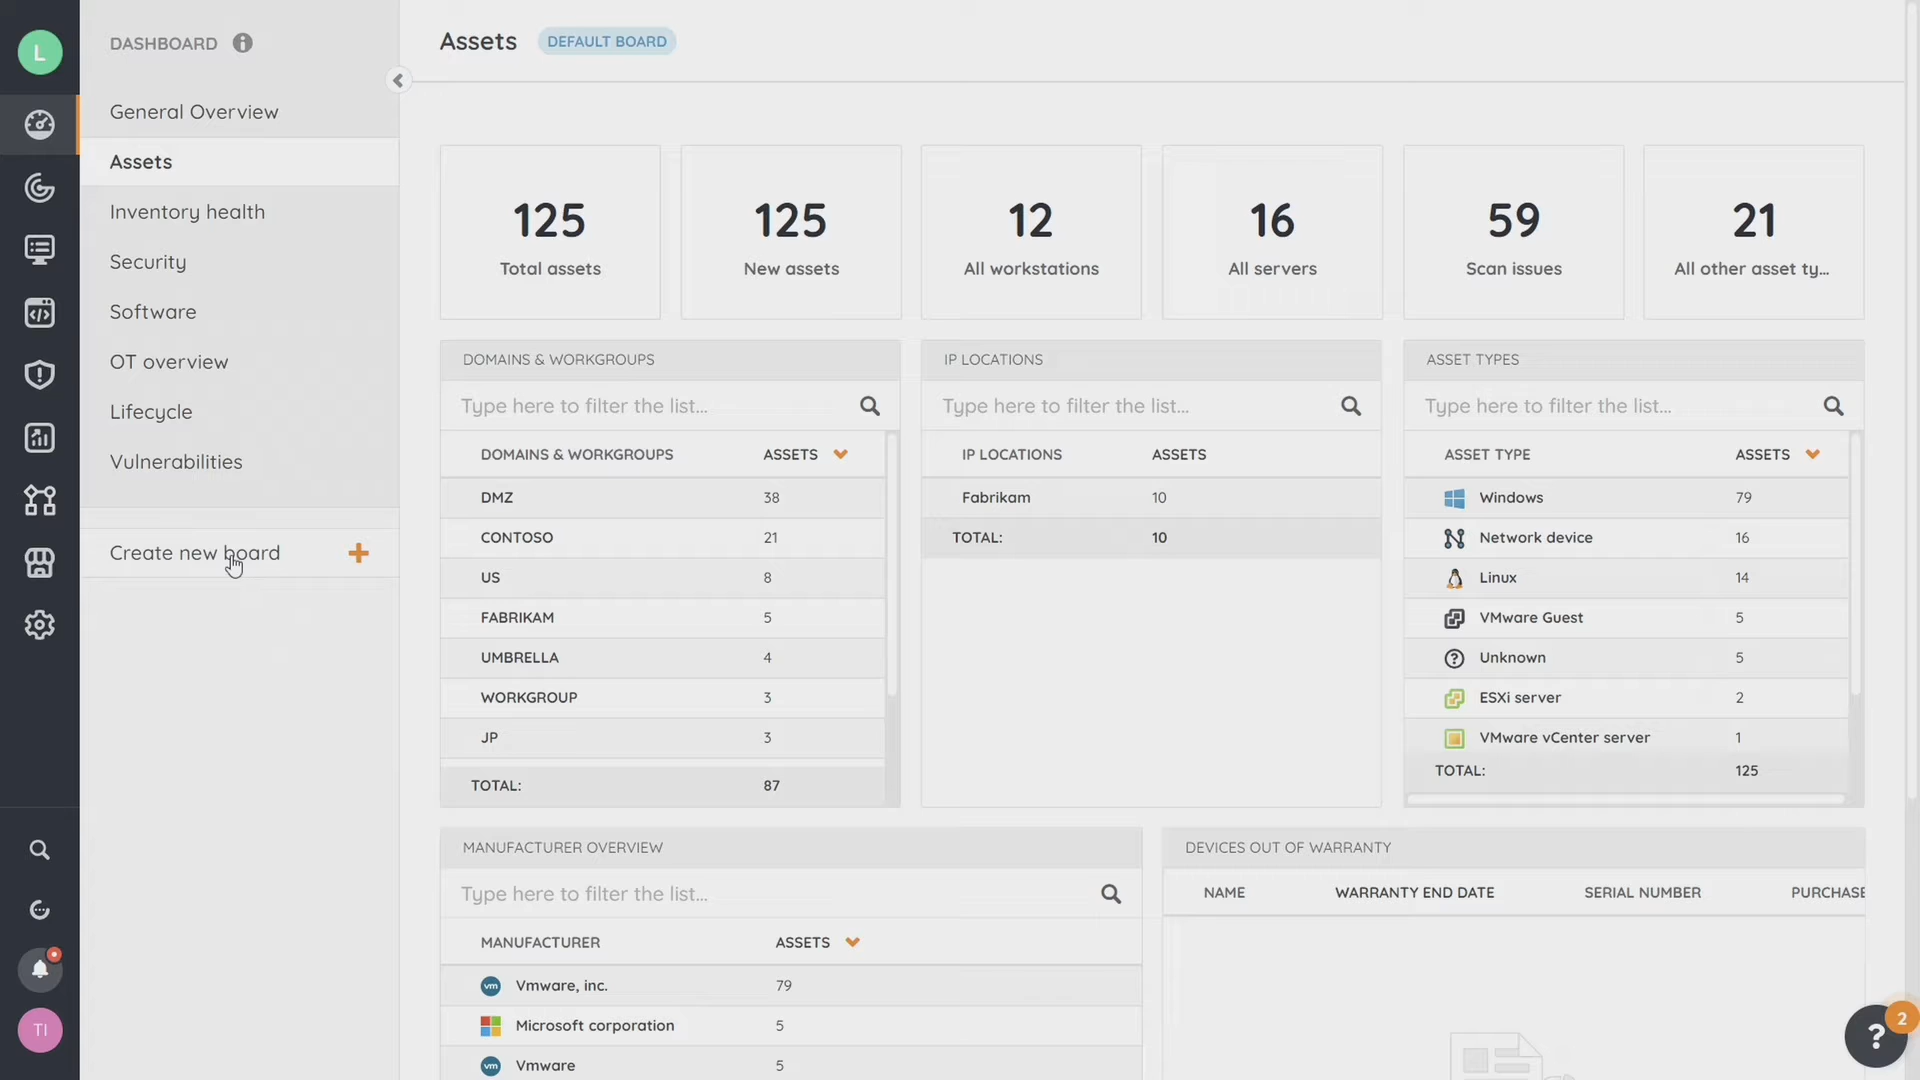 L
DASHBOARD
General Overview
Assets
Inventory health
Security
Software
OT overview
Lifecycle
Vulnerabilities
Create new board
TI
Assets DEFAULT BOARD
125 125 12 16 59 21
Total assets New assets All workstations All servers Scan issues All other asset ty...
DOMAINS & WORKGROUPS
Type here to filter the list...
DOMAINS & WORKGROUPS ASSETS
DMZ 38
CONTOSO 21
US 8
FABRIKAM 5
UMBRELLA 4
WORKGROUP 3
JP 3
TOTAL: 87
IP LOCATIONS
Type here to filter the list...
IP LOCATIONS ASSETS
Fabrikam 10
TOTAL: 10
ASSET TYPES
Type here to filter the list...
ASSET TYPE ASSETS
Windows 79
Network device 16
Linux 14
VMware Guest 5
Unknown 5
ESXi server 2
VMware vCenter server 1
TOTAL: 125
MANUFACTURER OVERVIEW
Type here to filter the list...
MANUFACTURER ASSETS
vm Vmware, inc. 79
Microsoft corporation 5
vm Vmware 5
DEVICES OUT OF WARRANTY
NAME WARRANTY END DATE SERIAL NUMBER PURCHASE
? 2